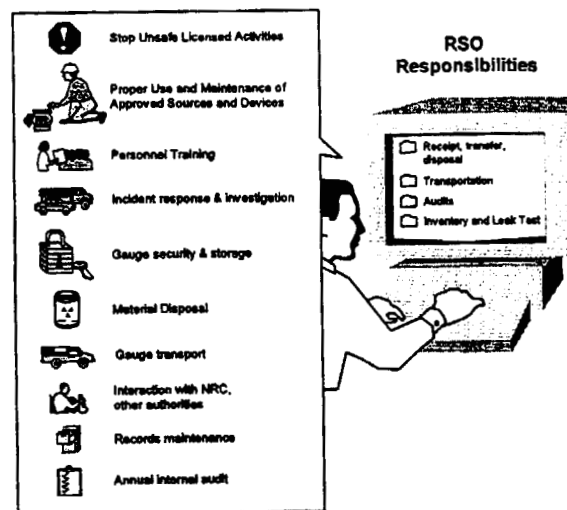 Stop Unsafe Licensed Activities
Proper Use and Maintenance of
Approved Sources and Devices
Personnel Training
Incident response & investigation
Gauge security & storage
Material Disposal
Gauge transport
Interaction with NRC,
other authorities
Records maintenance
Annual internal audit
RSO
Responsibilities
Receipt, transfer,
disposal
Transportation
Audits
Inventory and Leak Test